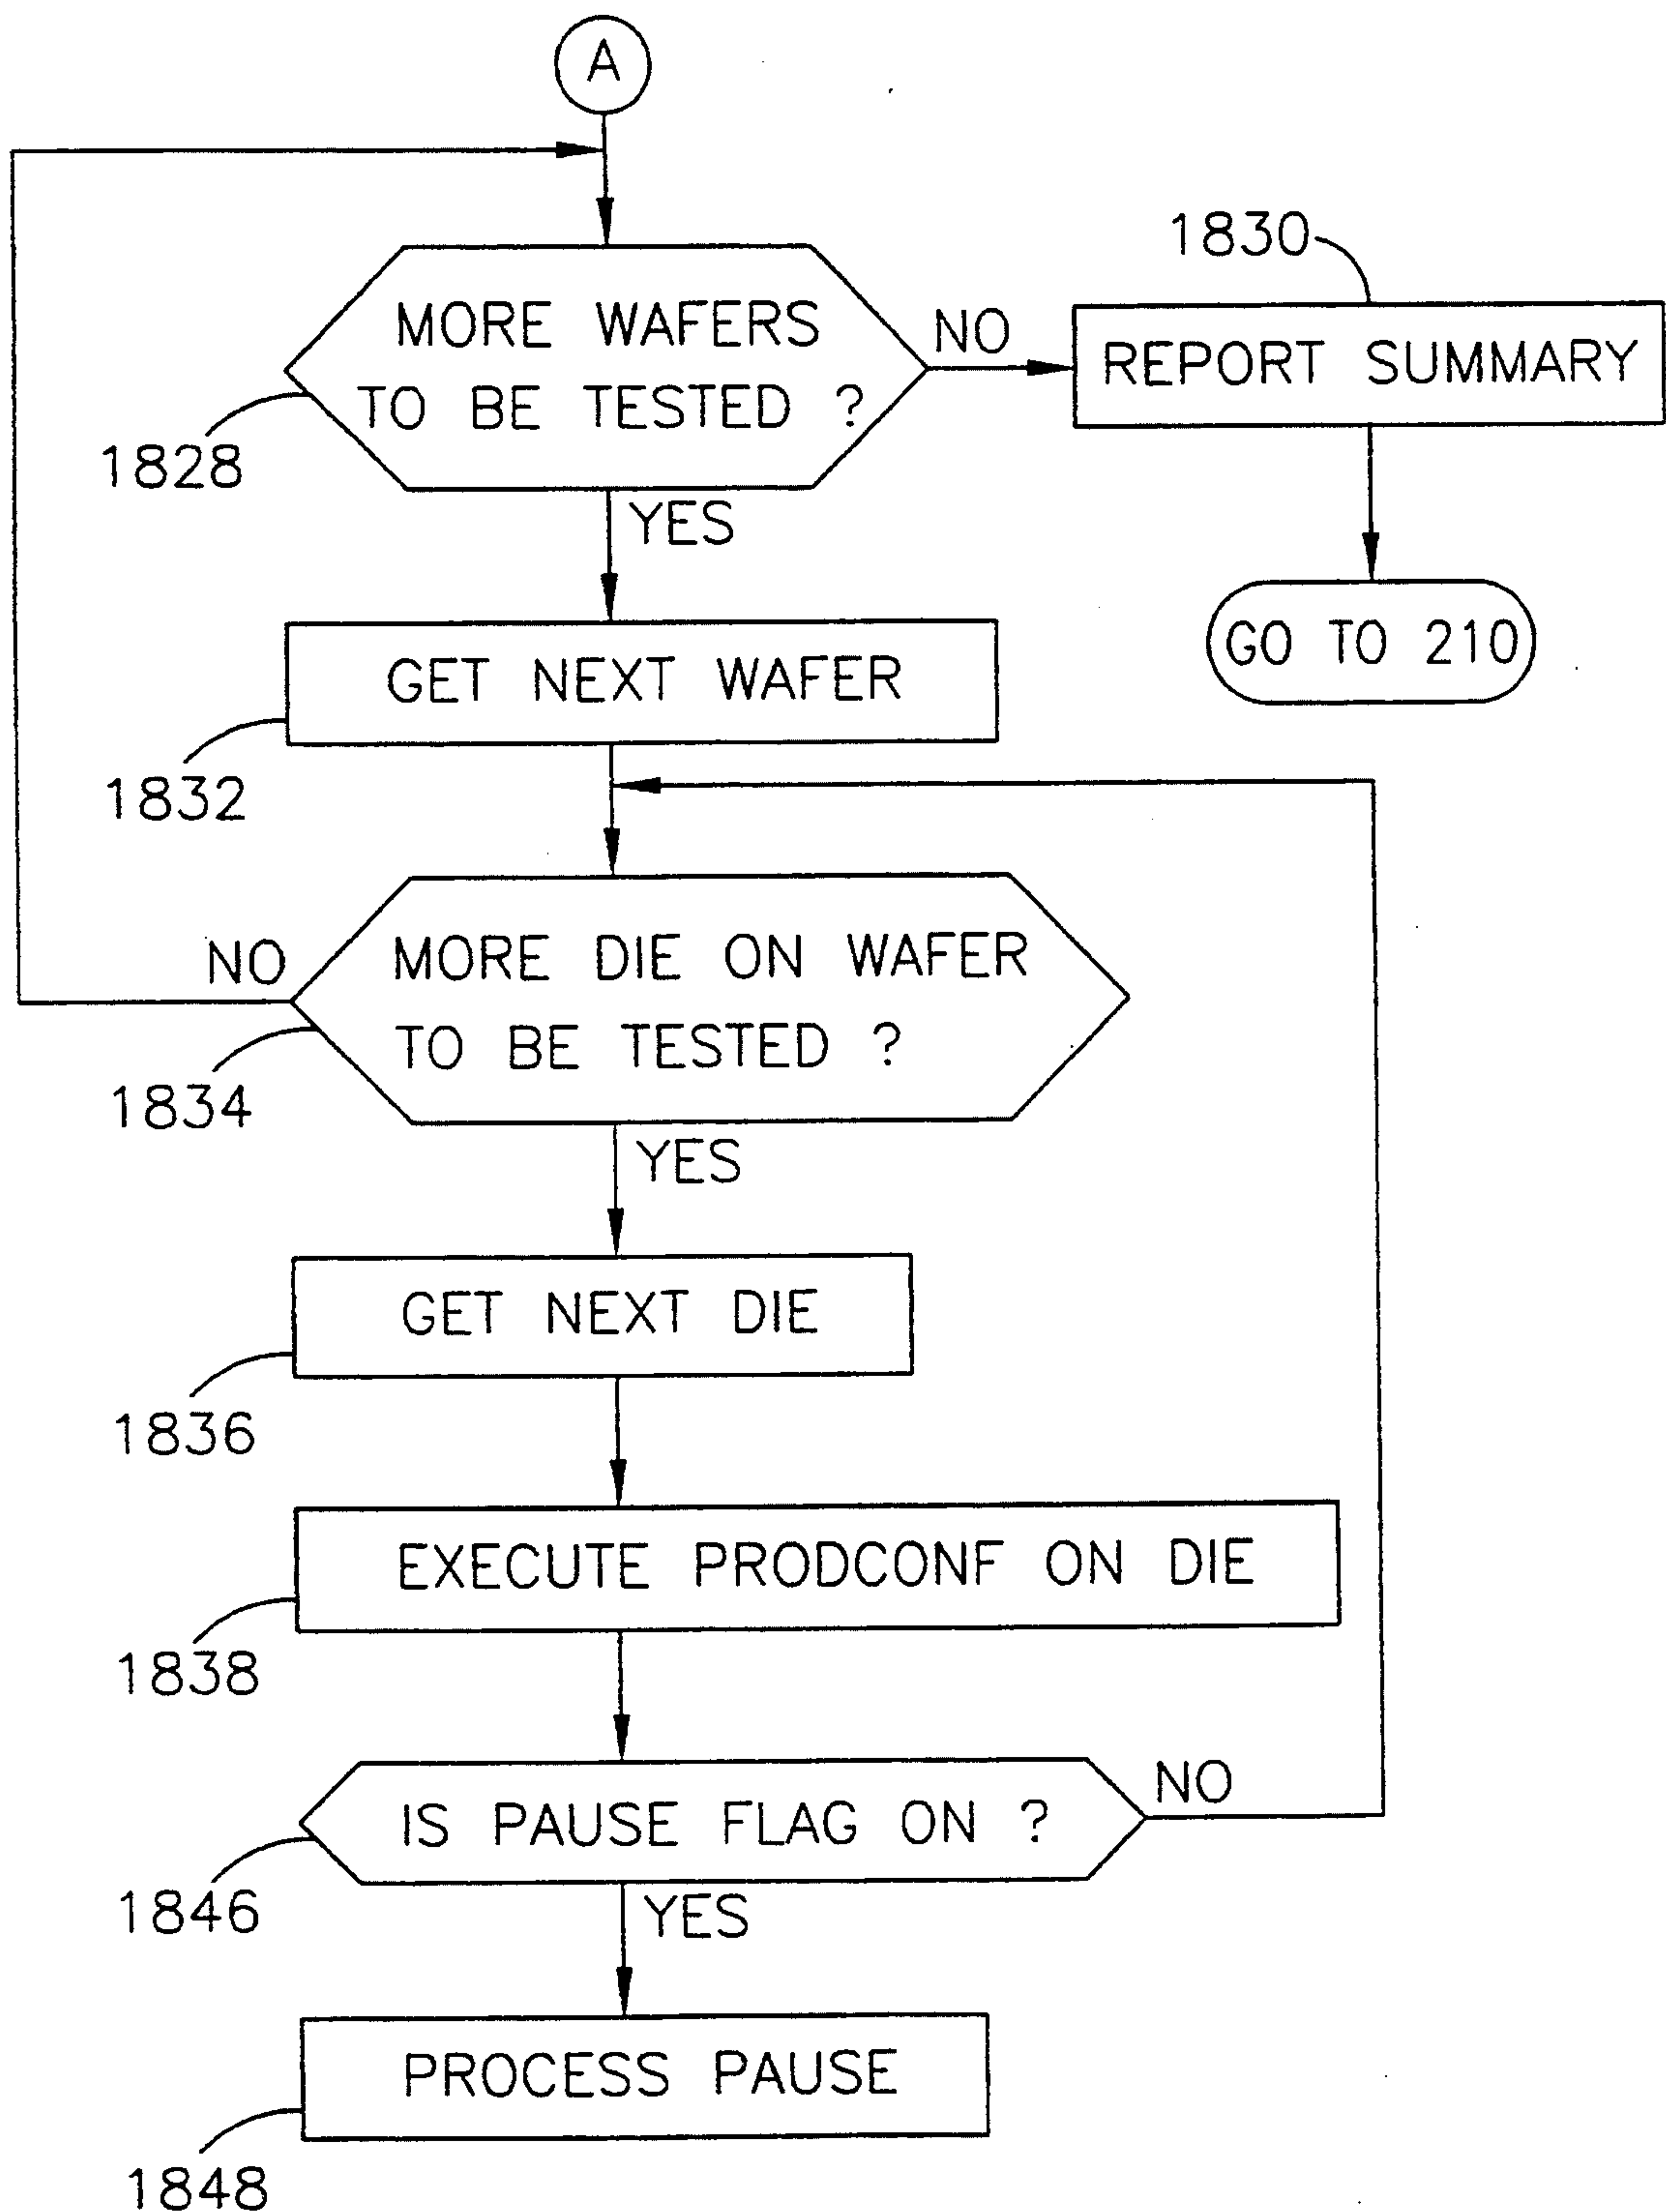 A
1830
MORE WAFERS
TO BE TESTED ?
NO
REPORT SUMMARY
1828
YES
GET NEXT WAFER
GO TO 210
1832
MORE DIE ON WAFER
TO BE TESTED ?
NO
1834
YES
GET NEXT DIE
1836
EXECUTE PRODCONF ON DIE
1838
IS PAUSE FLAG ON ?
NO
1846
YES
PROCESS PAUSE
1848